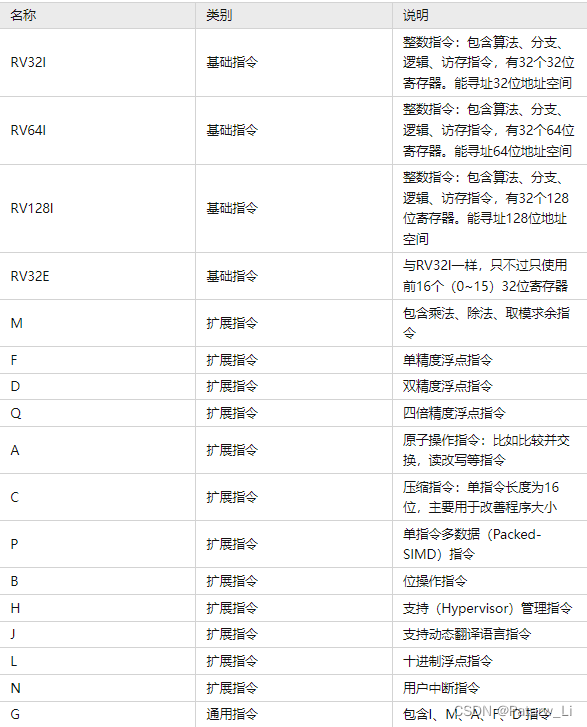 名称 类别 说明
RV32I 基础指令 整数指令：包含算法、分支、
逻辑、访存指令，有32个32位
寄存器。能寻址32位地址空间
RV64I 基础指令 整数指令：包含算法、分支、
逻辑、访存指令，有32个64位
寄存器。能寻址64位地址空间
RV128I 基础指令 整数指令：包含算法、分支、
逻辑、访存指令，有32个128
位寄存器。能寻址128位地址
空间
RV32E 基础指令 与RV32I一样，只不过只使用
前16个（0~15）32位寄存器
M 扩展指令 包含乘法、除法、取模求余指
令
F 扩展指令 单精度浮点指令
D 扩展指令 双精度浮点指令
Q 扩展指令 四倍精度浮点指令
A 扩展指令 原子操作指令：比如比较并交
换，读改写等指令
C 扩展指令 压缩指令：单指令长度为16
位，主要用于改善程序大小
P 扩展指令 单指令多数据（Packed-
SIMD）指令
B 扩展指令 位操作指令
H 扩展指令 支持（Hypervisor）管理指令
J 扩展指令 支持动态翻译语言指令
L 扩展指令 十进制浮点指令
N 扩展指令 用户中断指令
G 通用指令 包含I、M、A、F、D 指令